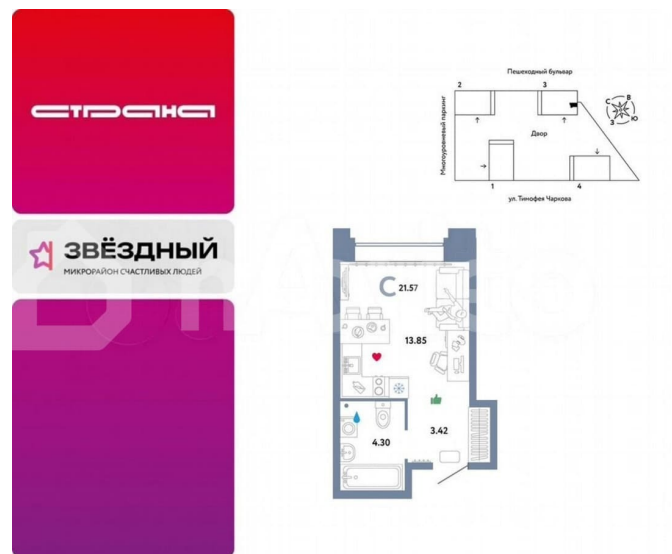 страна
ЗВЁЗДНЫЙ
МИКРОРАЙОН СЧАСТЛИВЫХ ЛЮДЕЙ
Пешеходный бульвар
2
3
С
В
З
Ю
Многоуровневый паркинг
Двор
1
4
ул. Тимофея Чаркова
С 21.57
13.85
4.30
3.42